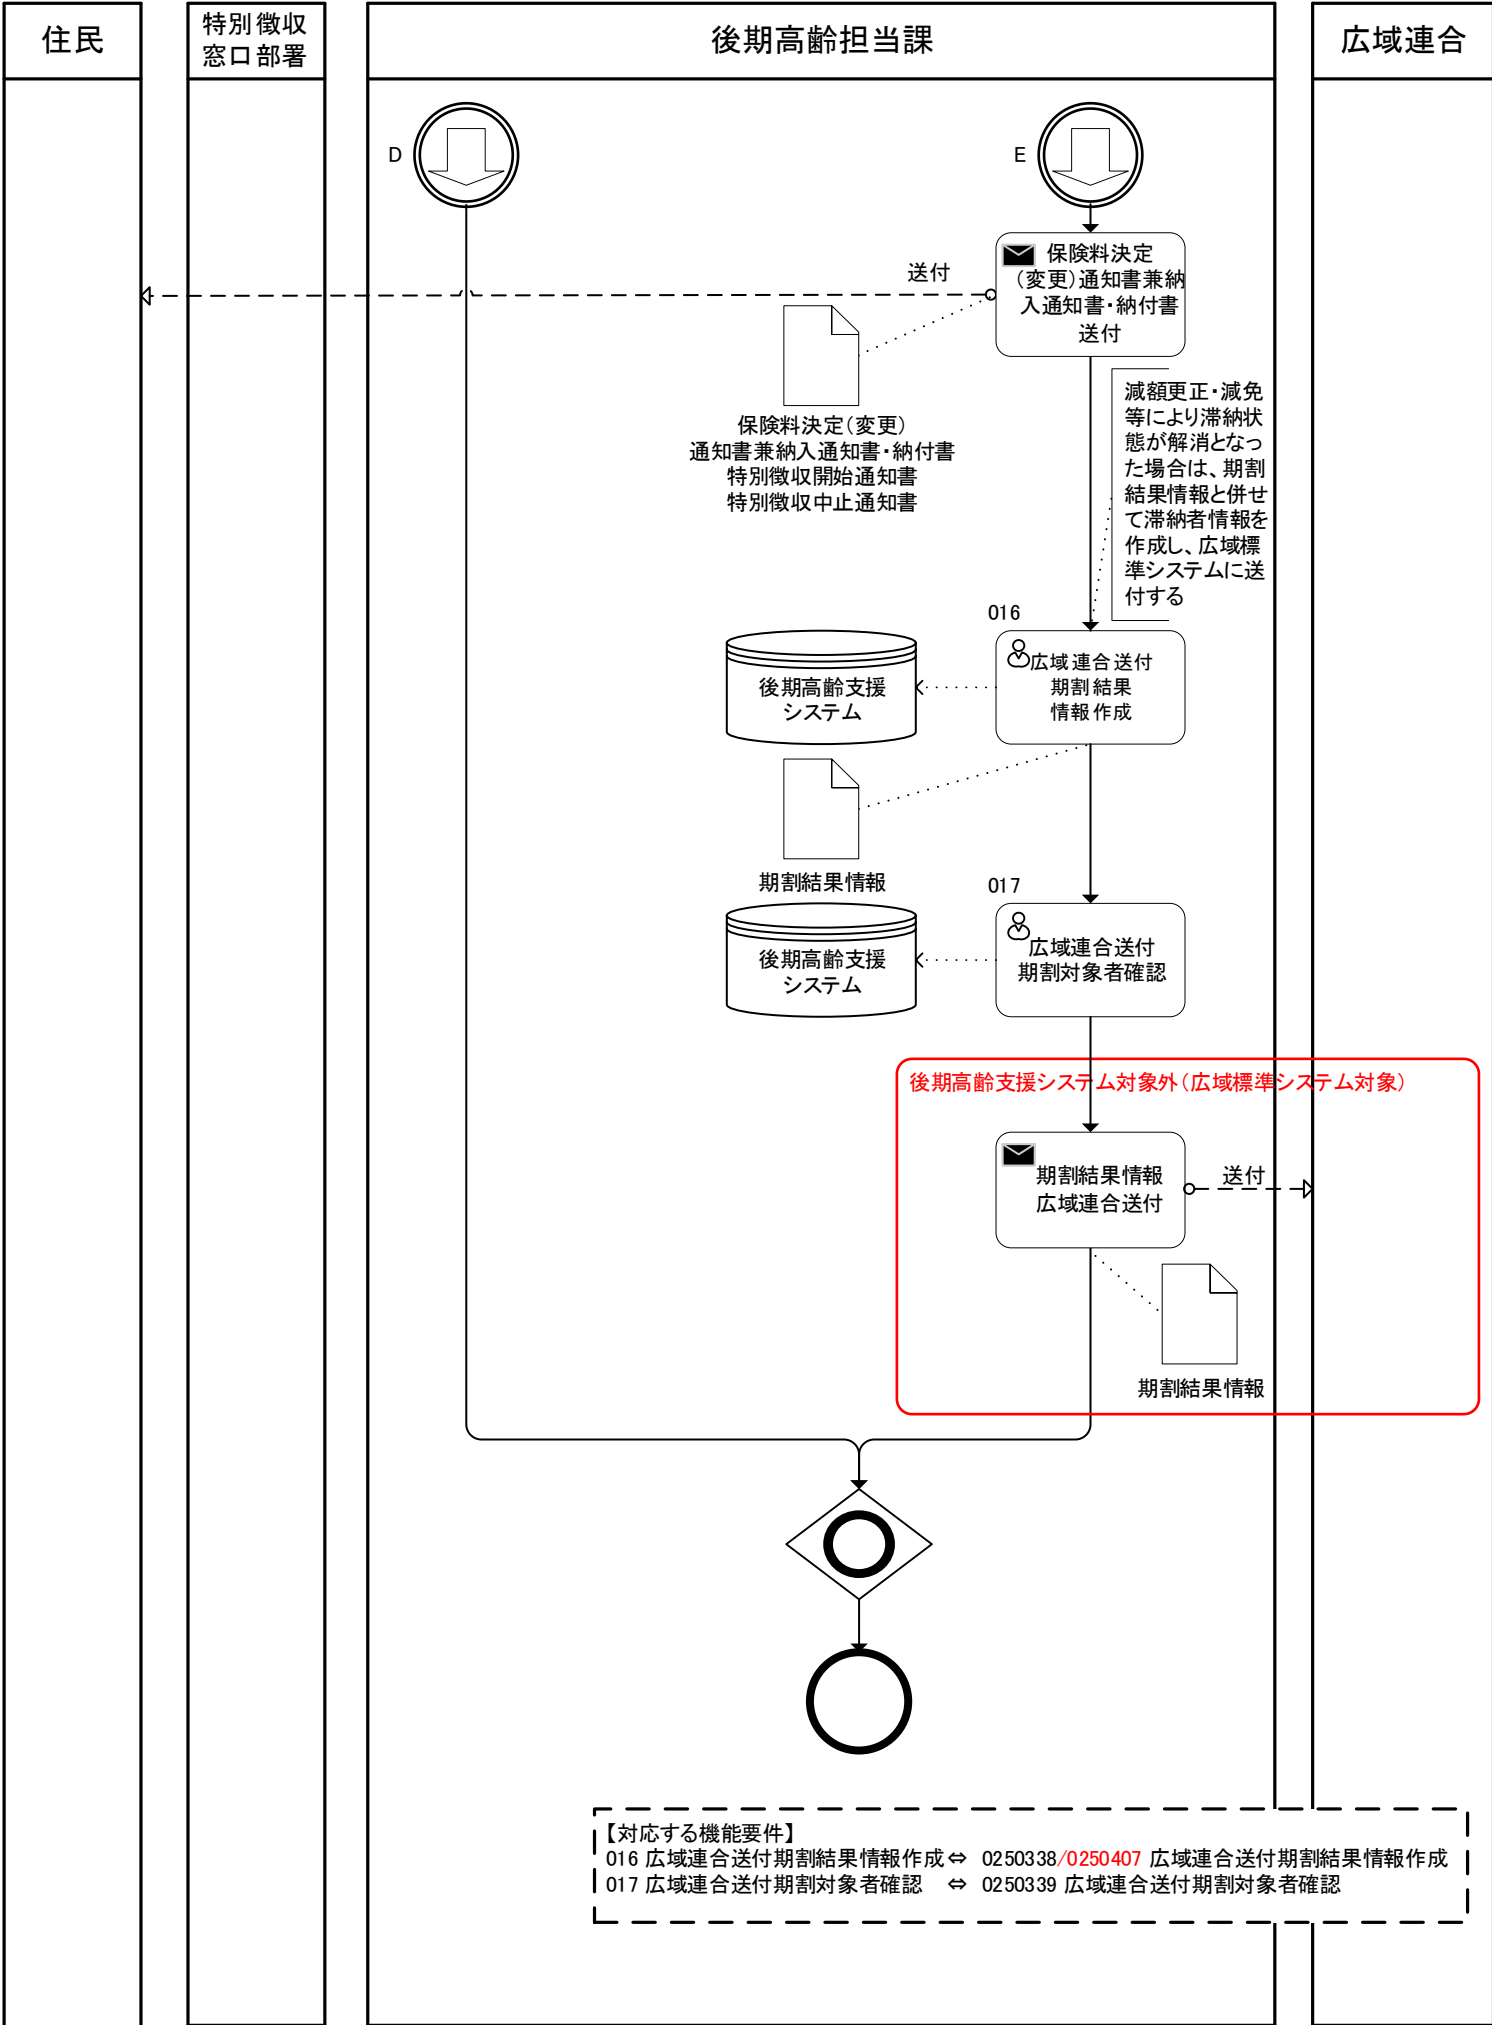 住民
特別徴収
窓口部署
後期高齢担当課
広域連合
D
E
保険料決定
（変更）通知書兼納
入通知書・納付書
送付
送付
保険料決定（変更）
通知書兼納入通知書・納付書
特別徴収開始通知書
特別徴収中止通知書
減額更正・減免
等により滞納状
態が解消となっ
た場合は、期割
結果情報と併せ
て滞納者情報を
作成し、広域標
準システムに送
付する
016
広域連合送付
期割結果
情報作成
後期高齢支援
システム
期割結果情報
017
広域連合送付
期割対象者確認
後期高齢支援
システム
後期高齢支援システム対象外（広域標準システム対象）
期割結果情報
広域連合送付
送付
期割結果情報
【対応する機能要件】
016 広域連合送付期割結果情報作成⇔ 0250338/0250407 広域連合送付期割結果情報作成
017 広域連合送付期割対象者確認 ⇔ 0250339 広域連合送付期割対象者確認